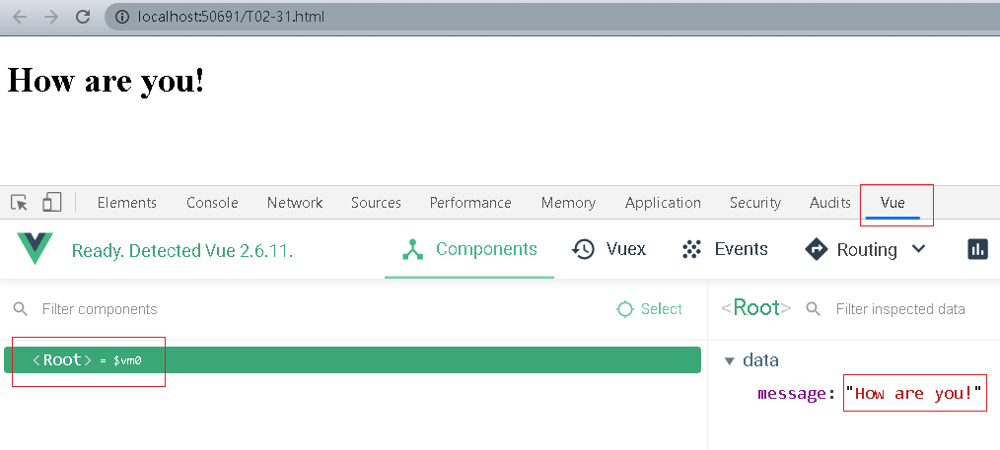 localhost:50691/T02-31.html
How are you!
Elements Console Network Sources Performance Memory Application Security Audits Vue
Ready. Detected Vue 2.6.11. Components Vuex Events Routing
Filter components Select <Root> Filter inspected data
<Root> = $vm0
data
message: "How are you!"